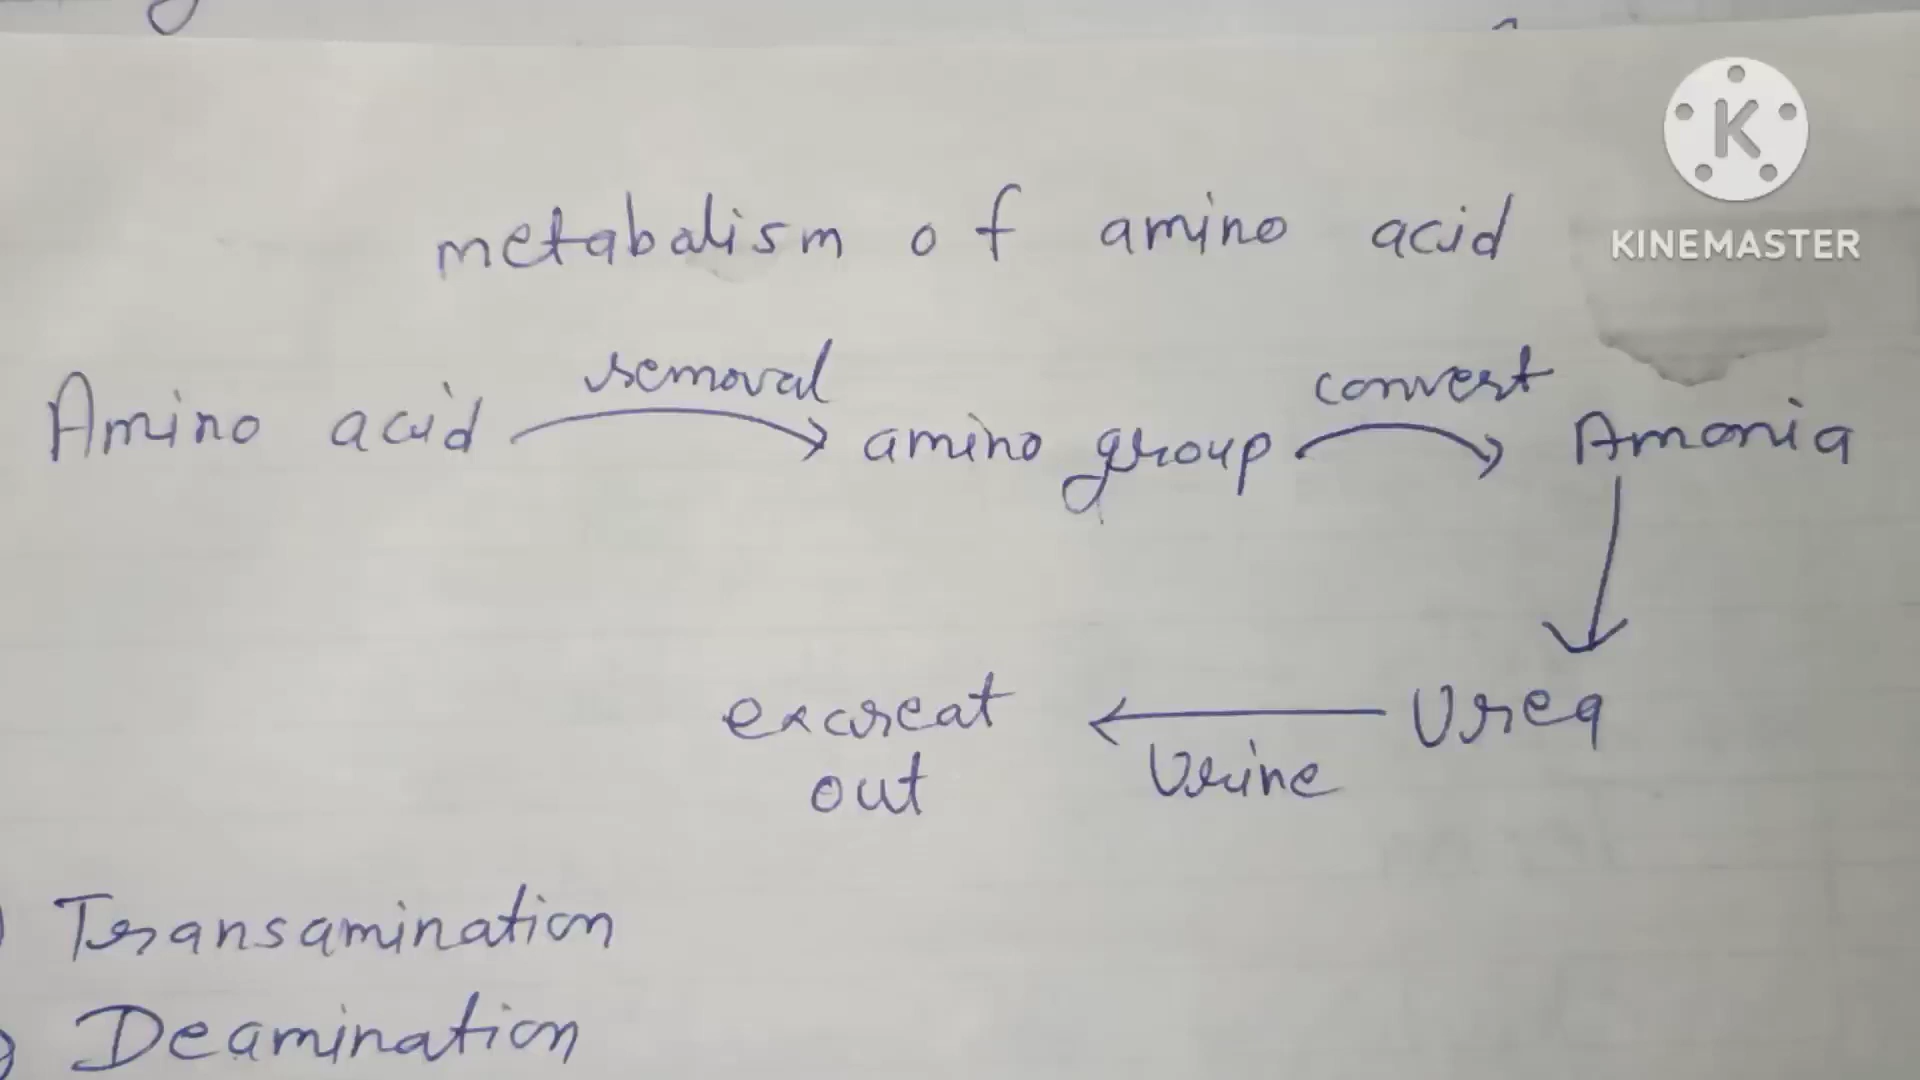 K
KINEMASTER
metabalism of amino acid
Amino acid removal amino group convert Amonia
Urea
Urine
excreat
out
Transamination
Deamination